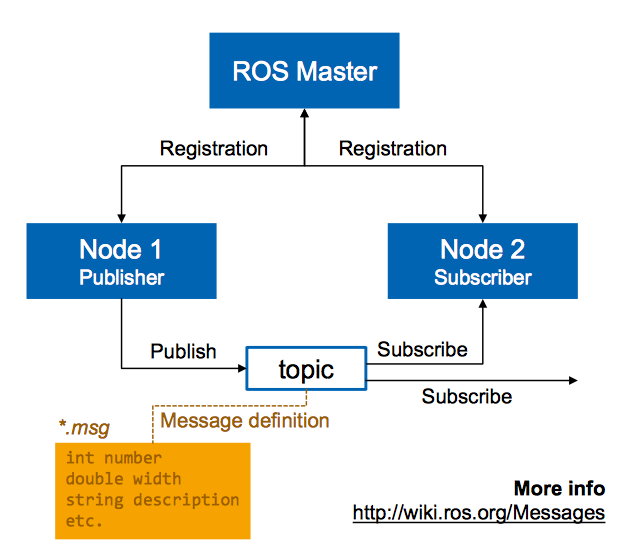 ROS Master
Registration
Registration
Node 1
Publisher
Node 2
Subscriber
Publish
topic
Subscribe
Subscribe
Message definition
*.msg
int number
double width
string description
etc.
More info
http://wiki.ros.org/Messages